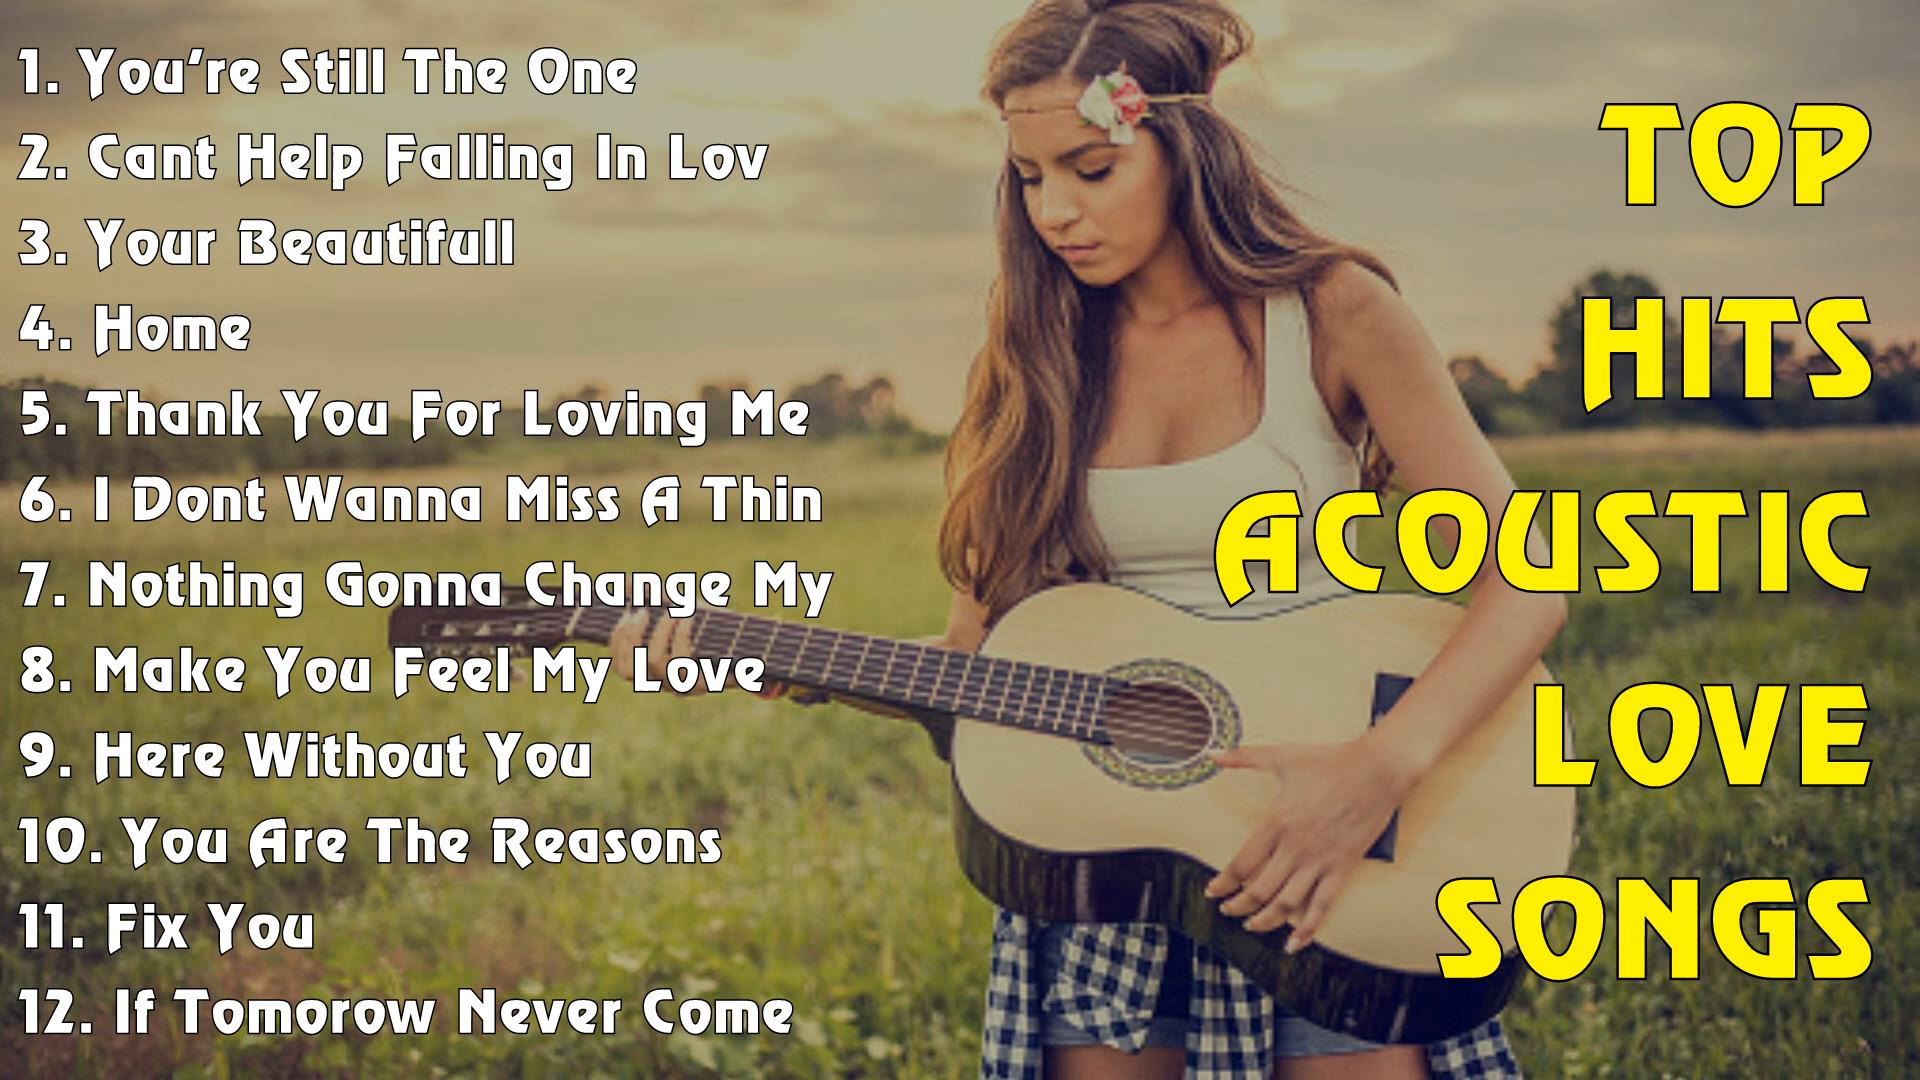 1. You're Still The One
2. Cant Help Falling In Lov
3. Your Beautifull
4. Home
5. Thank You For Loving Me
6. I Dont Wanna Miss A Thin
7. Nothing Gonna Change My
8. Make You Feel My Love
9. Here Without You
10. You Are The Reasons
11. Fix You
12. If Tomorow Never Come
TOP
HITS
ACOUSTIC
LOVE
SONGS